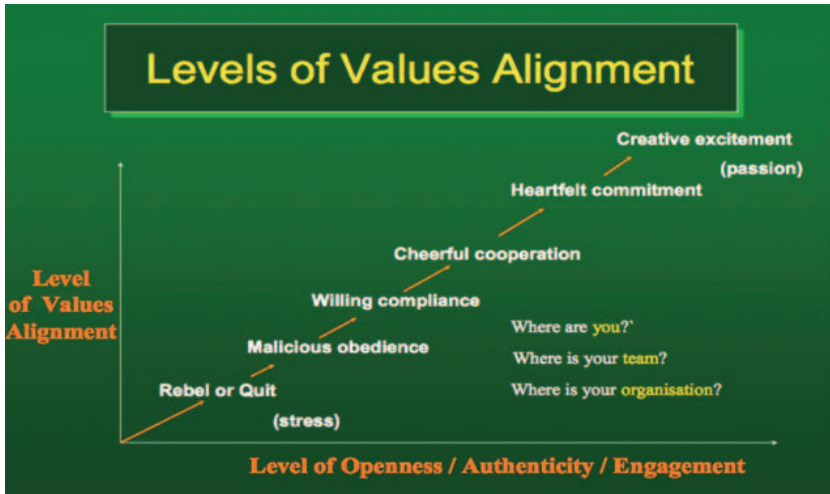 Levels of Values Alignment
Creative excitement
(passion)
Heartfelt commitment
Cheerful cooperation
Level
of Values
Alignment
Willing compliance
Where are you?`
Malicious obedience
Where is your team?
Rebel or Quit
Where is your organisation?
(stress)
Level of Openness / Authenticity / Engagement